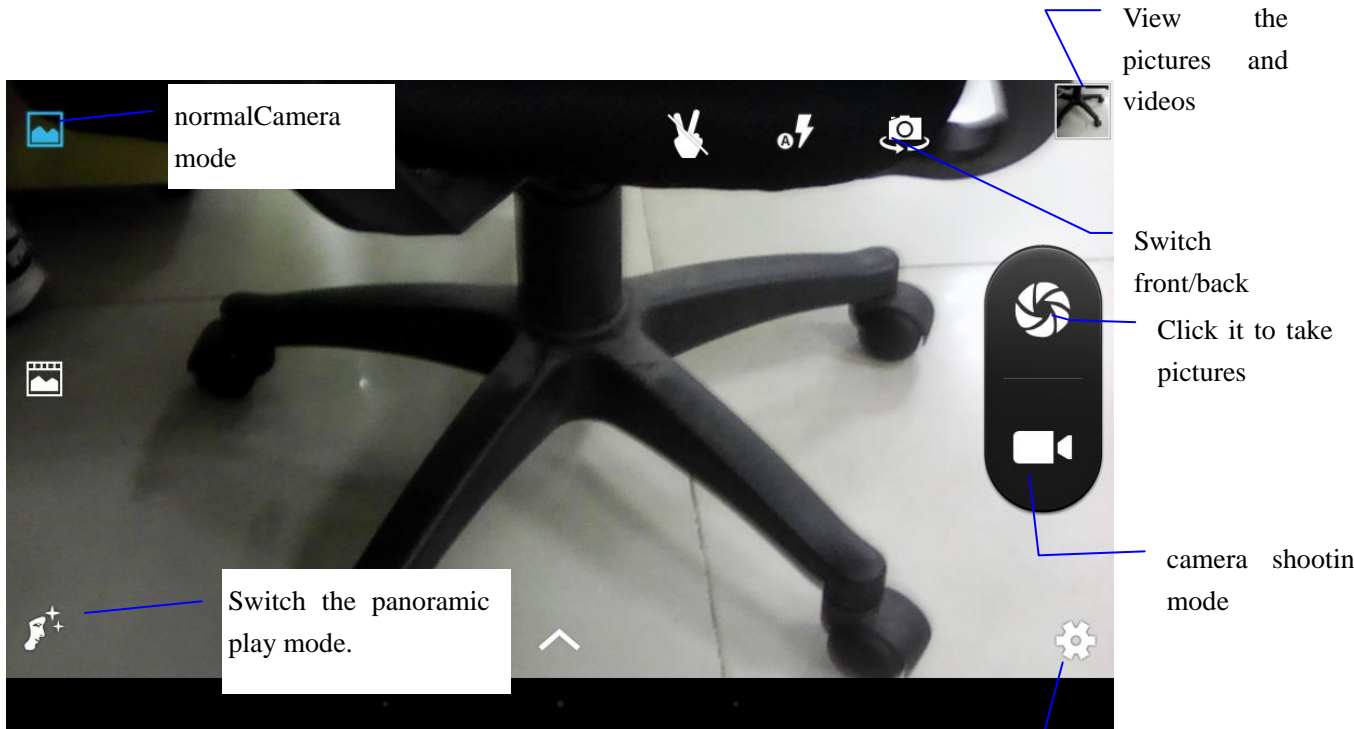 View the
pictures and
videos
normalCamera
mode
A
Switch
front/back
Click it to take
pictures
camera shootin
mode
Switch the panoramic
play mode.